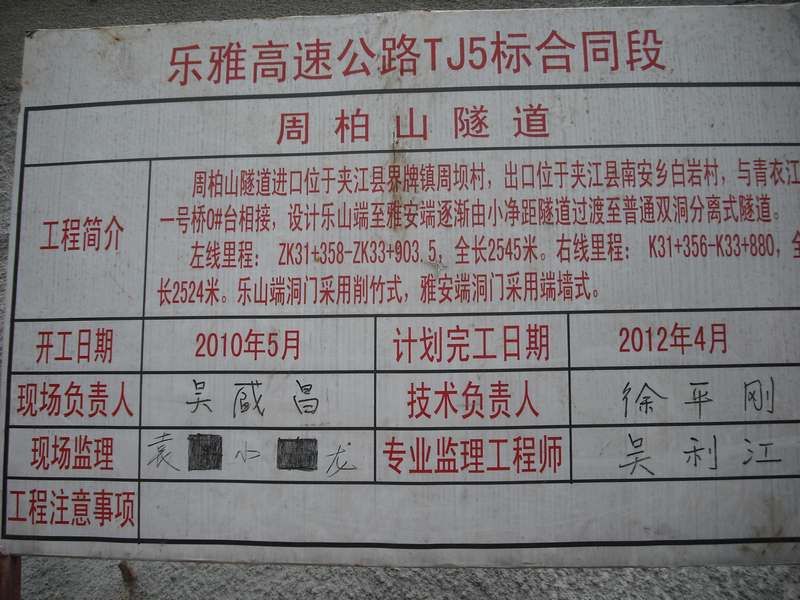 乐雅高速公路TJ5标合同段
周柏山隧道
工程简介
周柏山隧道进口位于夹江县界牌镇周坝村，出口位于夹江县南安乡白岩村，与青衣江
一号桥0#台相接，设计乐山端至雅安端逐渐由小净距隧道过渡至普通双洞分离式隧道。
左线里程： ZK31+358-ZK33+903.5，全长2545米。右线里程： K31+356-K33+880，全
长2524米。乐山端洞门采用削竹式，雅安端洞门采用端墙式。
开工日期 2010年5月 计划完工日期 2012年4月
现场负责人 吴咸昌 技术负责人 徐平刚
现场监理 袁 小 龙 专业监理工程师 吴利江
工程注意事项